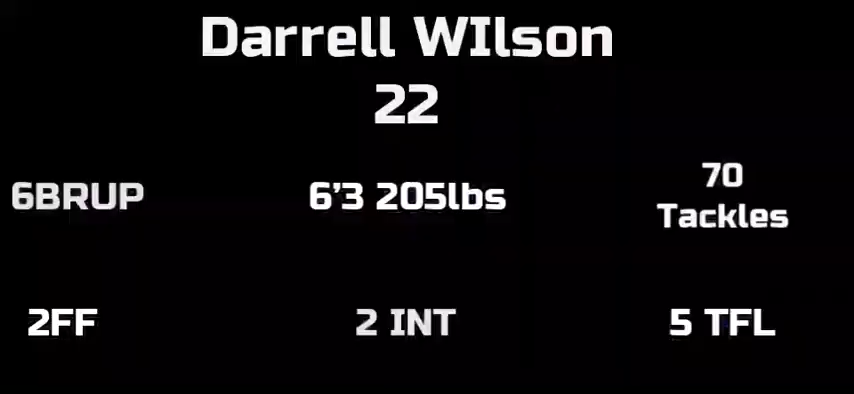 Darrell WIlson
22
6BRUP
6'3 205lbs
70
Tackles
2FF
2 INT
5 TFL